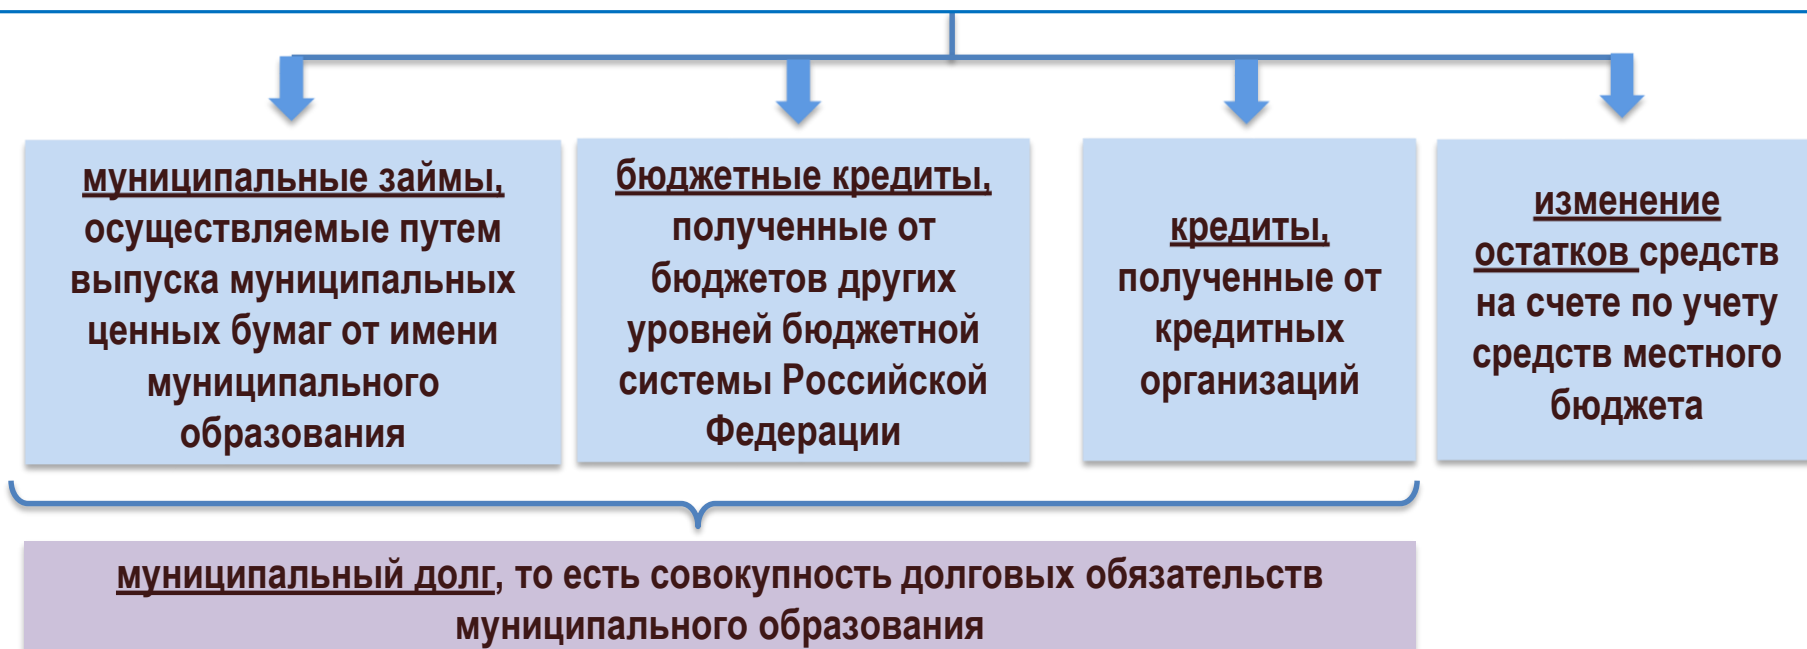 муниципальные займы,
осуществляемые путем
выпуска муниципальных
ценных бумаг от имени
муниципального
образования
бюджетные кредиты,
полученные от
бюджетов других
уровней бюджетной
системы Российской
Федерации
кредиты,
полученные от
кредитных
организаций
изменение
остатков средств
на счете по учету
средств местного
бюджета
муниципальный долг, то есть совокупность долговых обязательств
муниципального образования